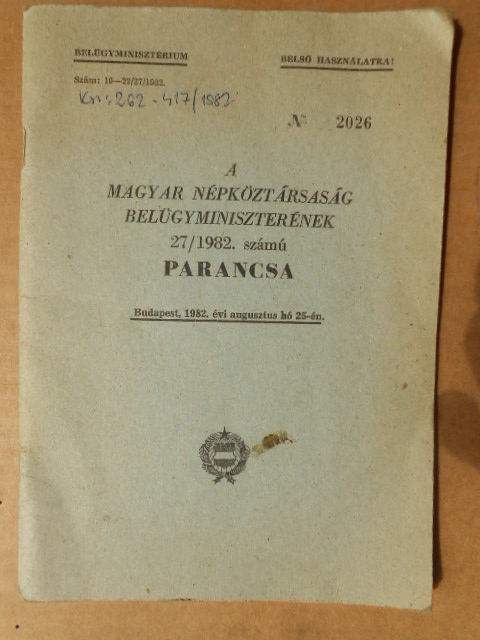 BELÜGYMINISZTÉRIUM
BELSŐ HASZNÁLATRA!
Szám: 10—22/27/1982.
Kn: 262-417/1982
№ 2026
A
MAGYAR NÉPKÖZTÁRSASÁG
BELÜGYMINISZTERÉNEK
27/1982. számú
PARANCSA
Budapest, 1982. évi augusztus hó 25-én.